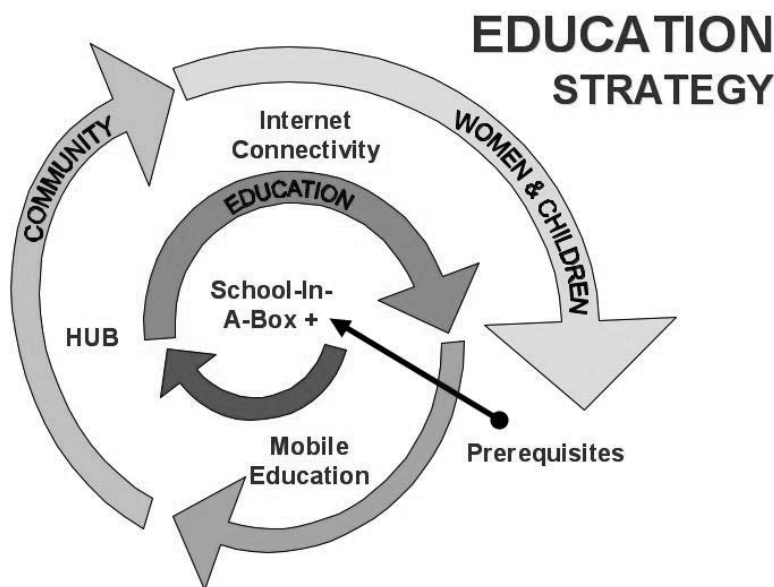 EDUCATION
STRATEGY
COMMUNITY
WOMEN & CHILDREN
Internet
Connectivity
EDUCATION
School-In-
A-Box +
HUB
Mobile
Education
Prerequisites